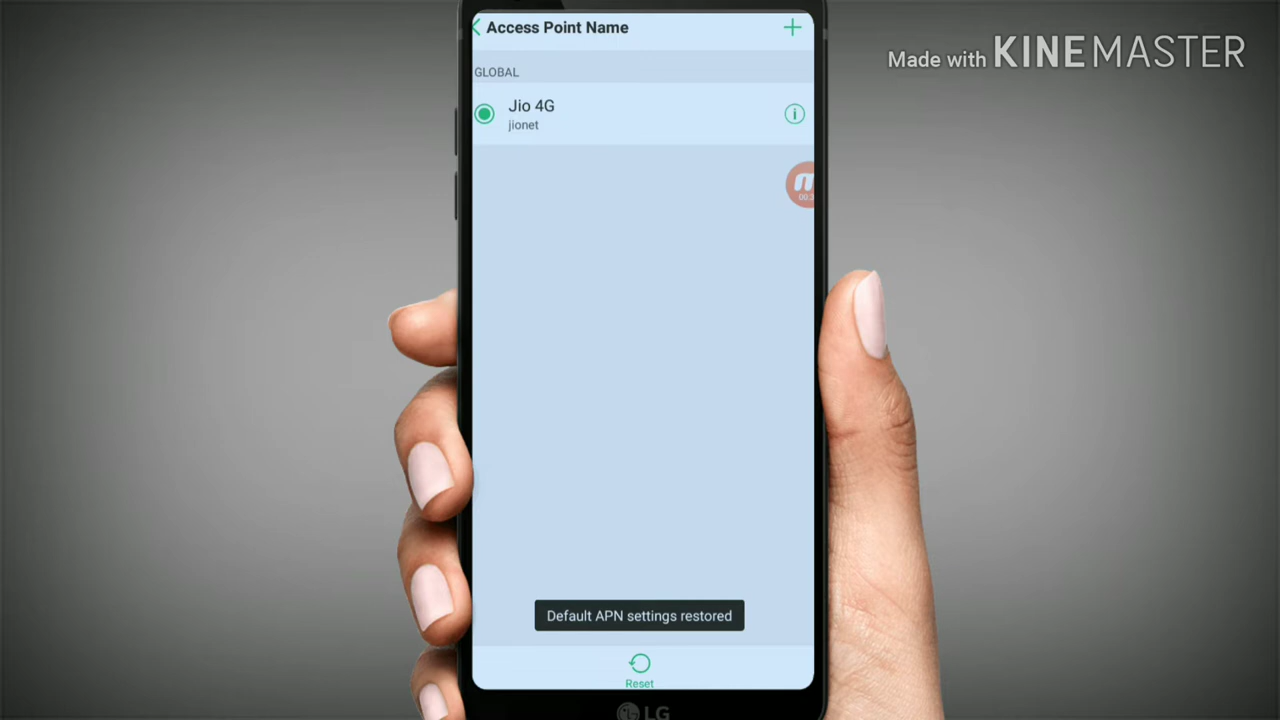 Access Point Name
Made with KINEMASTER
GLOBAL
Jio 4G
jionet
Default APN settings restored
Reset
LG